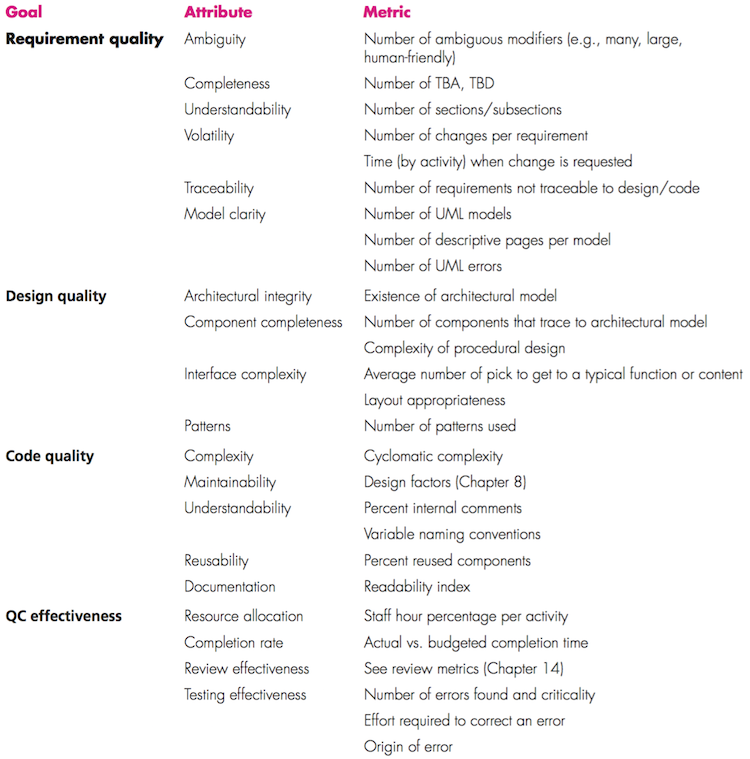 Goal Attribute Metric
Requirement quality Ambiguity Number of ambiguous modifiers (e.g., many, large,
human-friendly)
Completeness Number of TBA, TBD
Understandability Number of sections/subsections
Volatility Number of changes per requirement
Time (by activity) when change is requested
Traceability Number of requirements not traceable to design/code
Model clarity Number of UML models
Number of descriptive pages per model
Number of UML errors
Design quality Architectural integrity Existence of architectural model
Component completeness Number of components that trace to architectural model
Complexity of procedural design
Interface complexity Average number of pick to get to a typical function or content
Layout appropriateness
Patterns Number of patterns used
Code quality Complexity Cyclomatic complexity
Maintainability Design factors (Chapter 8)
Understandability Percent internal comments
Variable naming conventions
Reusability Percent reused components
Documentation Readability index
QC effectiveness Resource allocation Staff hour percentage per activity
Completion rate Actual vs. budgeted completion time
Review effectiveness See review metrics (Chapter 14)
Testing effectiveness Number of errors found and criticality
Effort required to correct an error
Origin of error